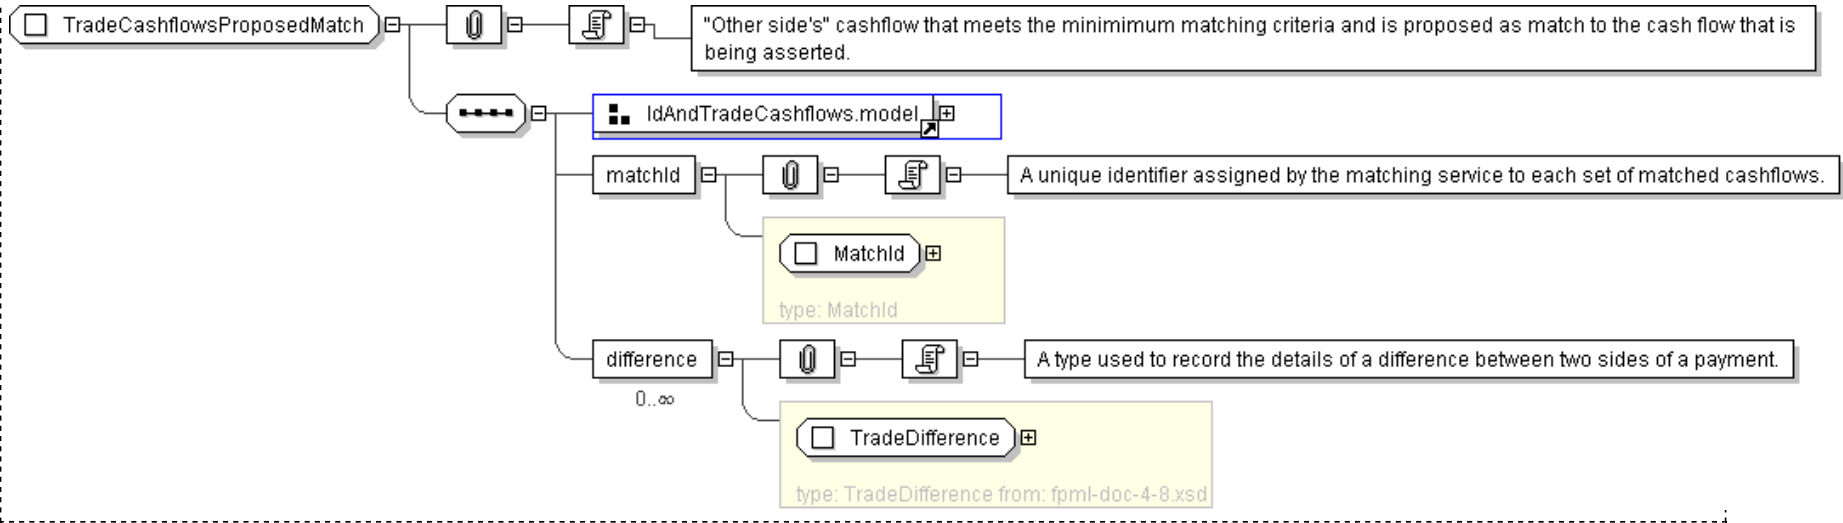 TradeCashflowsProposedMatch
"Other side's" cashflow that meets the minimimum matching criteria and is proposed as match to the cash flow that is
being asserted.
IdAndTradeCashflows.model
matchId
A unique identifier assigned by the matching service to each set of matched cashflows.
MatchId
type: MatchId
difference
A type used to record the details of a difference between two sides of a payment.
0..∞
TradeDifference
type: TradeDifference from: fpml-doc-4-8.xsd